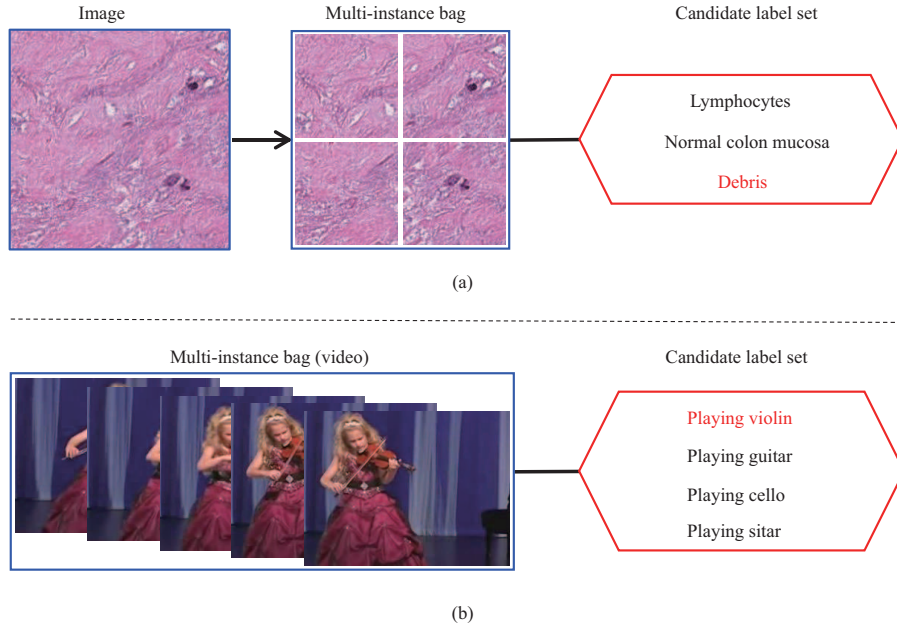 Image
Multi-instance bag
Candidate label set
Lymphocytes
Normal colon mucosa
Debris
(a)
Multi-instance bag (video)
Candidate label set
Playing violin
Playing guitar
Playing cello
Playing sitar
(b)